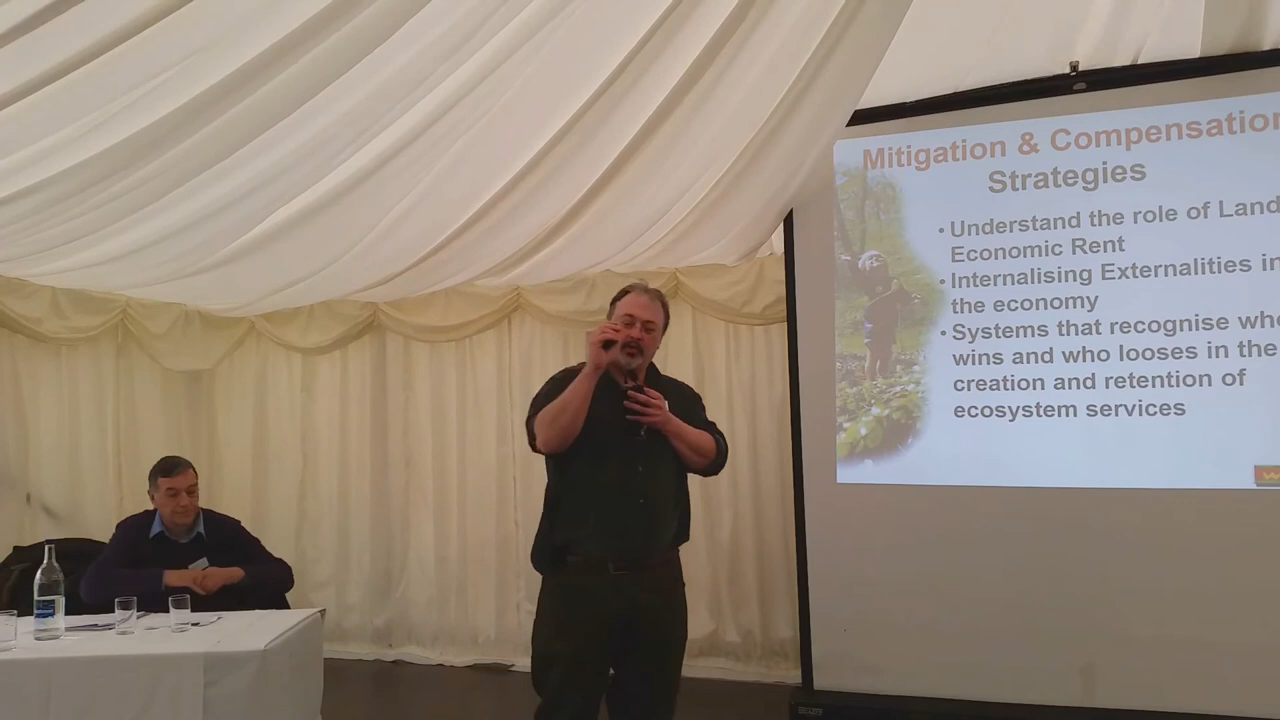 Mitigation & Compensation
Strategies
• Understand the role of Land
Economic Rent
• Internalising Externalities in
the economy
• Systems that recognise who
wins and who looses in the
creation and retention of
ecosystem services